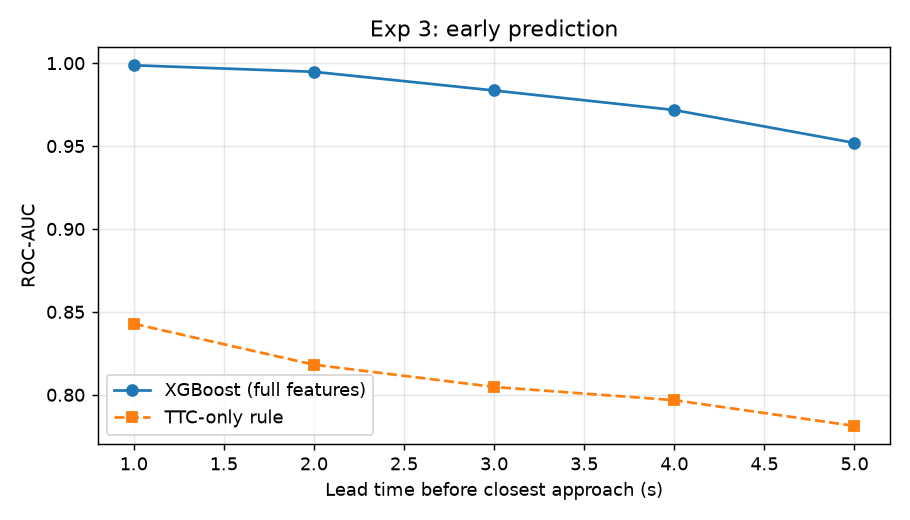 Exp 3: early prediction
1.00
0.95
0.90
0.85
0.80
ROC-AUC
XGBoost (full features)
TTC-only rule
1.0 1.5 2.0 2.5 3.0 3.5 4.0 4.5 5.0
Lead time before closest approach (s)